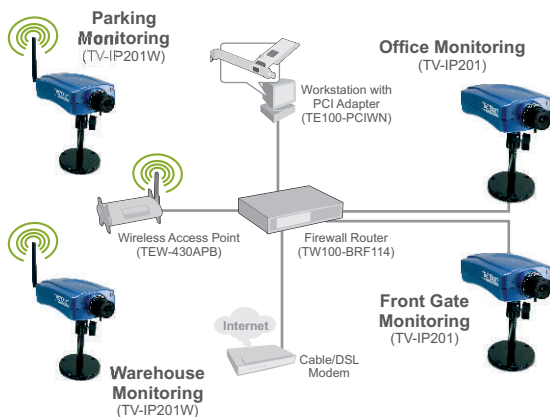 Parking
Monitoring
(TV-IP201W)
Office Monitoring
(TV-IP201)
Workstation with
PCI Adapter
(TE100-PCIWN)
Wireless Access Point
(TEW-430APB)
Firewall Router
(TW100-BRF114)
Front Gate
Monitoring
(TV-IP201)
Internet
Cable/DSL
Modem
Warehouse
Monitoring
(TV-IP201W)